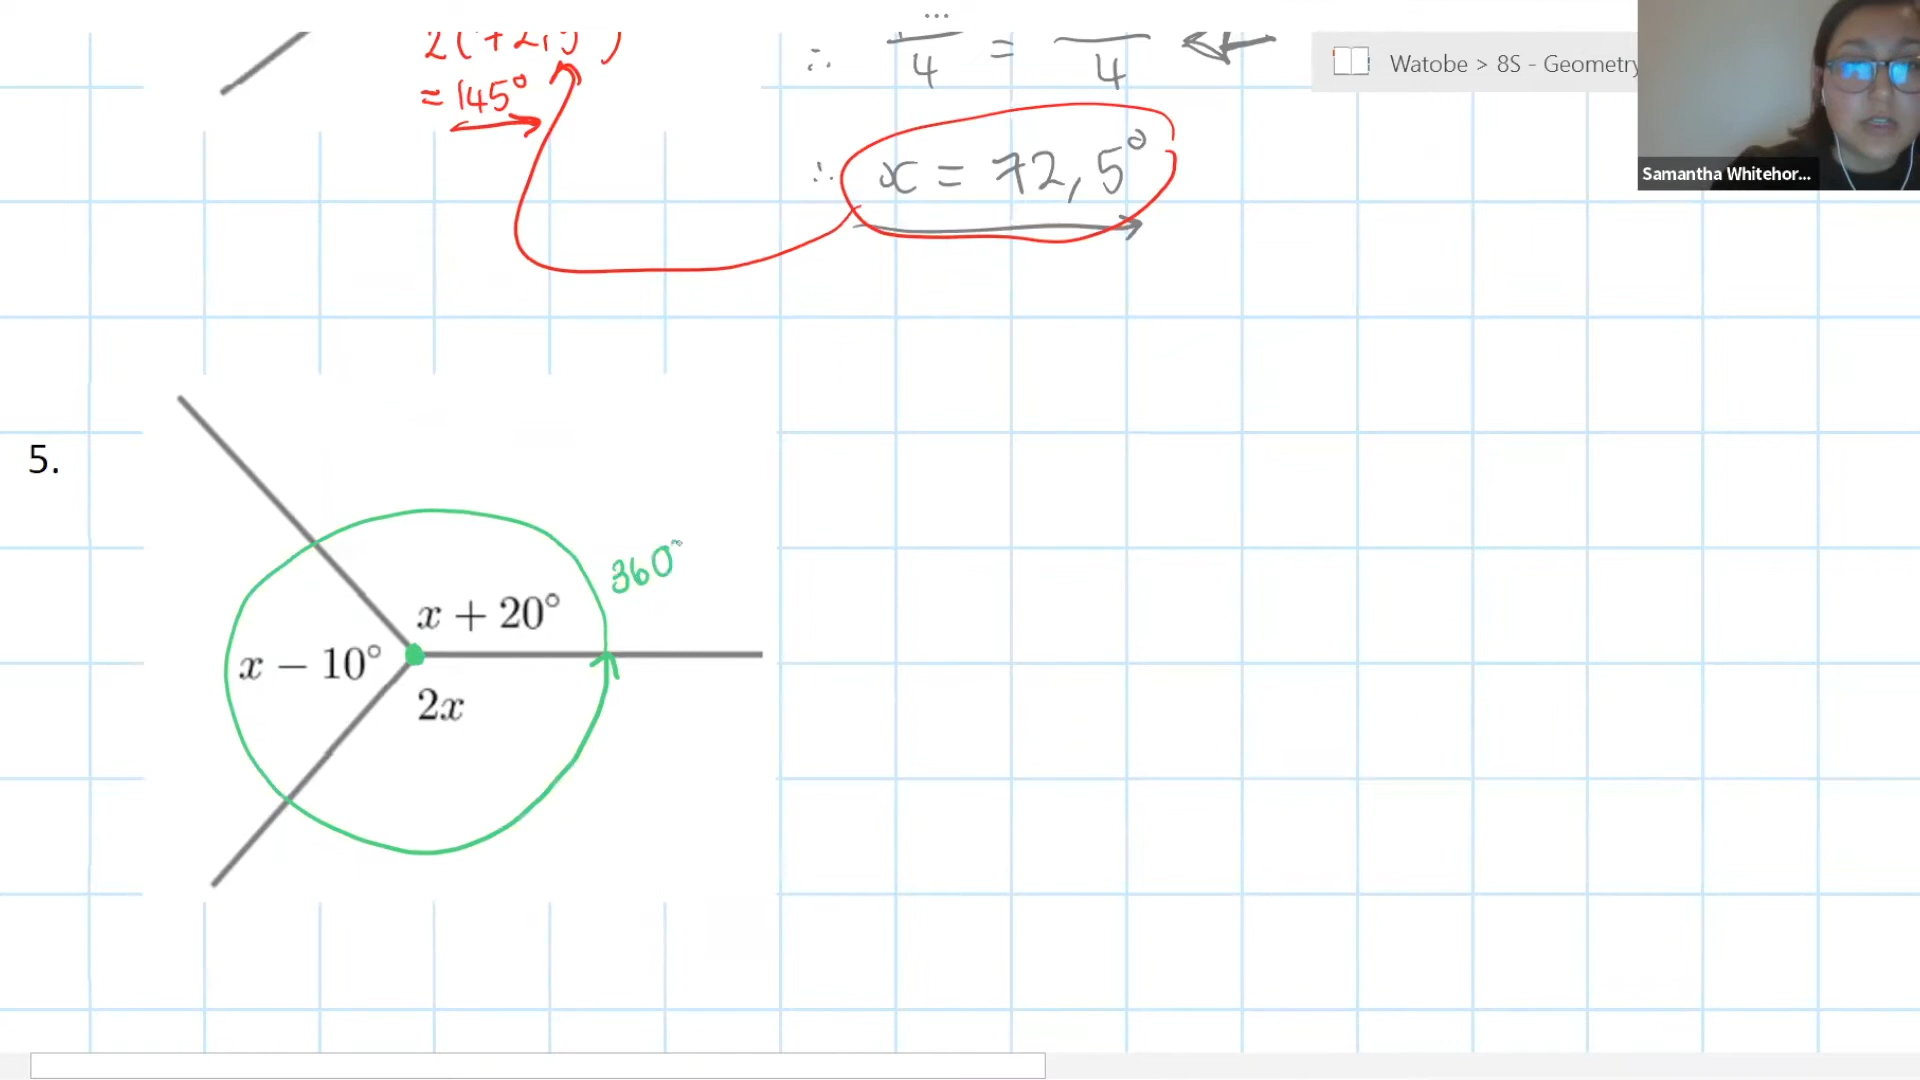 ...
= 145°
∴ 4 = 4
∴ x = 72,5°
Watobe > 8S - Geometry
Samantha Whitehor...
5.
360°
x + 20°
x − 10°
2x